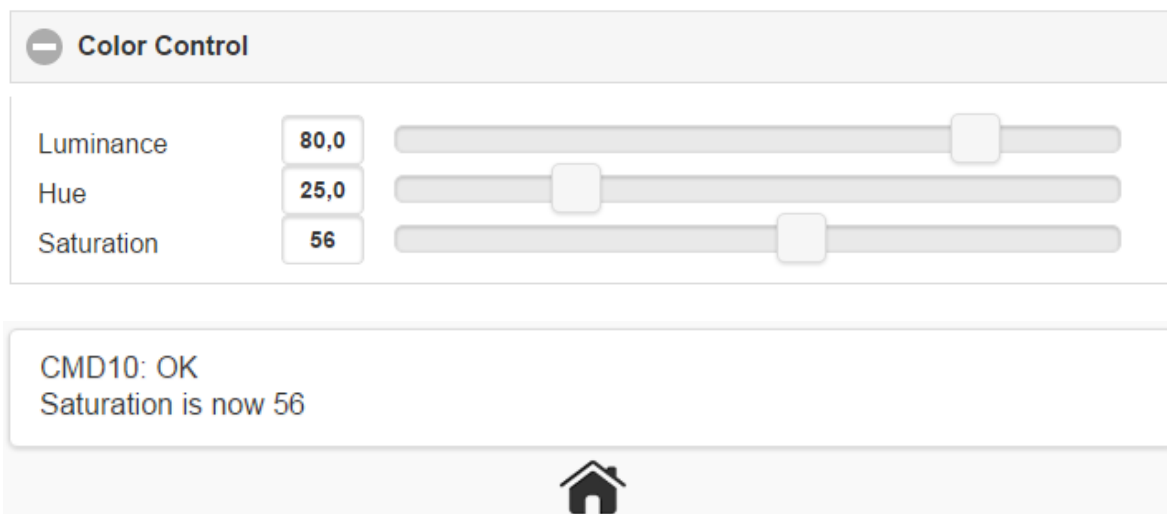 Color Control
Luminance 80,0
Hue 25,0
Saturation 56
CMD10: OK
Saturation is now 56